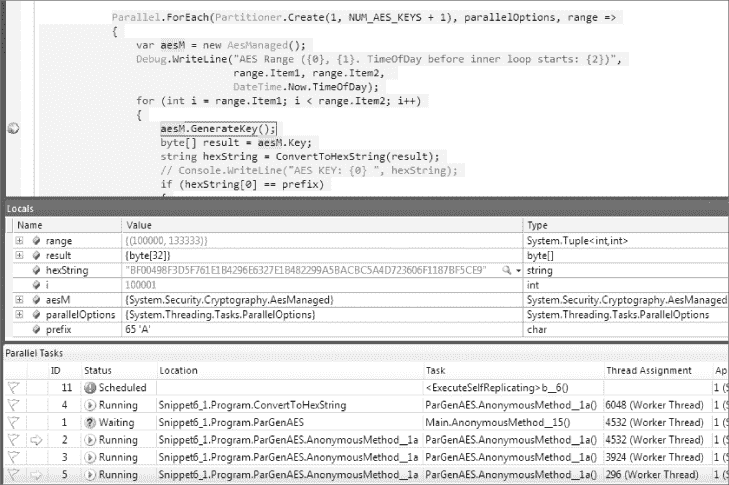 Parallel.ForEach(Partitioner.Create(1, NUM_AES_KEYS + 1), parallelOptions, range =>
{
var aesM = new AesManaged();
Debug.WriteLine("AES Range ({0}, {1}. TimeOfDay before inner loop starts: {2})",
range.Item1, range.Item2,
DateTime.Now.TimeOfDay);
for (int i = range.Item1; i < range.Item2; i++)
{
aesM.GenerateKey();
byte[] result = aesM.Key;
string hexString = ConvertToHexString(result);
// Console.WriteLine("AES KEY: {0} ", hexString);
if (hexString[0] == prefix)
Locals
Name Value Type
range {(100000, 133333)} System.Tuple<int,int>
result {byte[32]} byte[]
hexString "BF00498F3D5F761E1B4296E6327E1B482299A5BACBC5A4D723606F1187BF5CE9" string
i 100001 int
aesM {System.Security.Cryptography.AesManaged} System.Security.Cryptography.AesManaged
parallelOptions {System.Threading.Tasks.ParallelOptions} System.Threading.Tasks.ParallelOptions
prefix 65 'A' char
Parallel Tasks
ID Status Location Task Thread Assignment Ap
11 Scheduled <ExecuteSelfReplicating>b__6() 1 (S
4 Running Snippet6_1.Program.ConvertToHexString ParGenAES.AnonymousMethod__1a() 6048 (Worker Thread) 1 (S
1 Waiting Snippet6_1.Program.ParGenAES Main.AnonymousMethod__15() 4532 (Worker Thread) 1 (S
2 Running Snippet6_1.Program.ParGenAES.AnonymousMethod__1a ParGenAES.AnonymousMethod__1a() 4532 (Worker Thread) 1 (S
3 Running Snippet6_1.Program.ParGenAES.AnonymousMethod__1a ParGenAES.AnonymousMethod__1a() 3924 (Worker Thread) 1 (S
5 Running Snippet6_1.Program.ParGenAES.AnonymousMethod__1a ParGenAES.AnonymousMethod__1a() 296 (Worker Thread) 1 (S